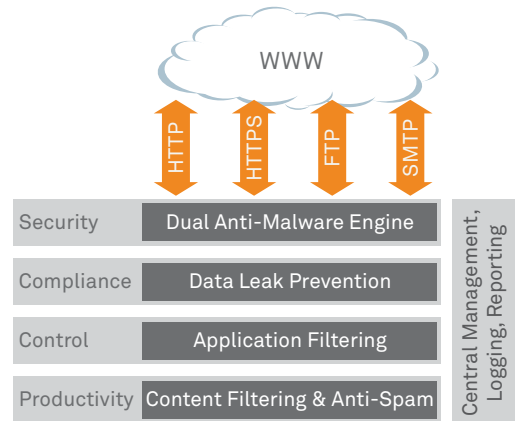 WWW
HTTP
HTTPS
FTP
SMTP
Security
Dual Anti-Malware Engine
Compliance
Data Leak Prevention
Control
Application Filtering
Productivity
Content Filtering & Anti-Spam
Central Management,
Logging, Reporting